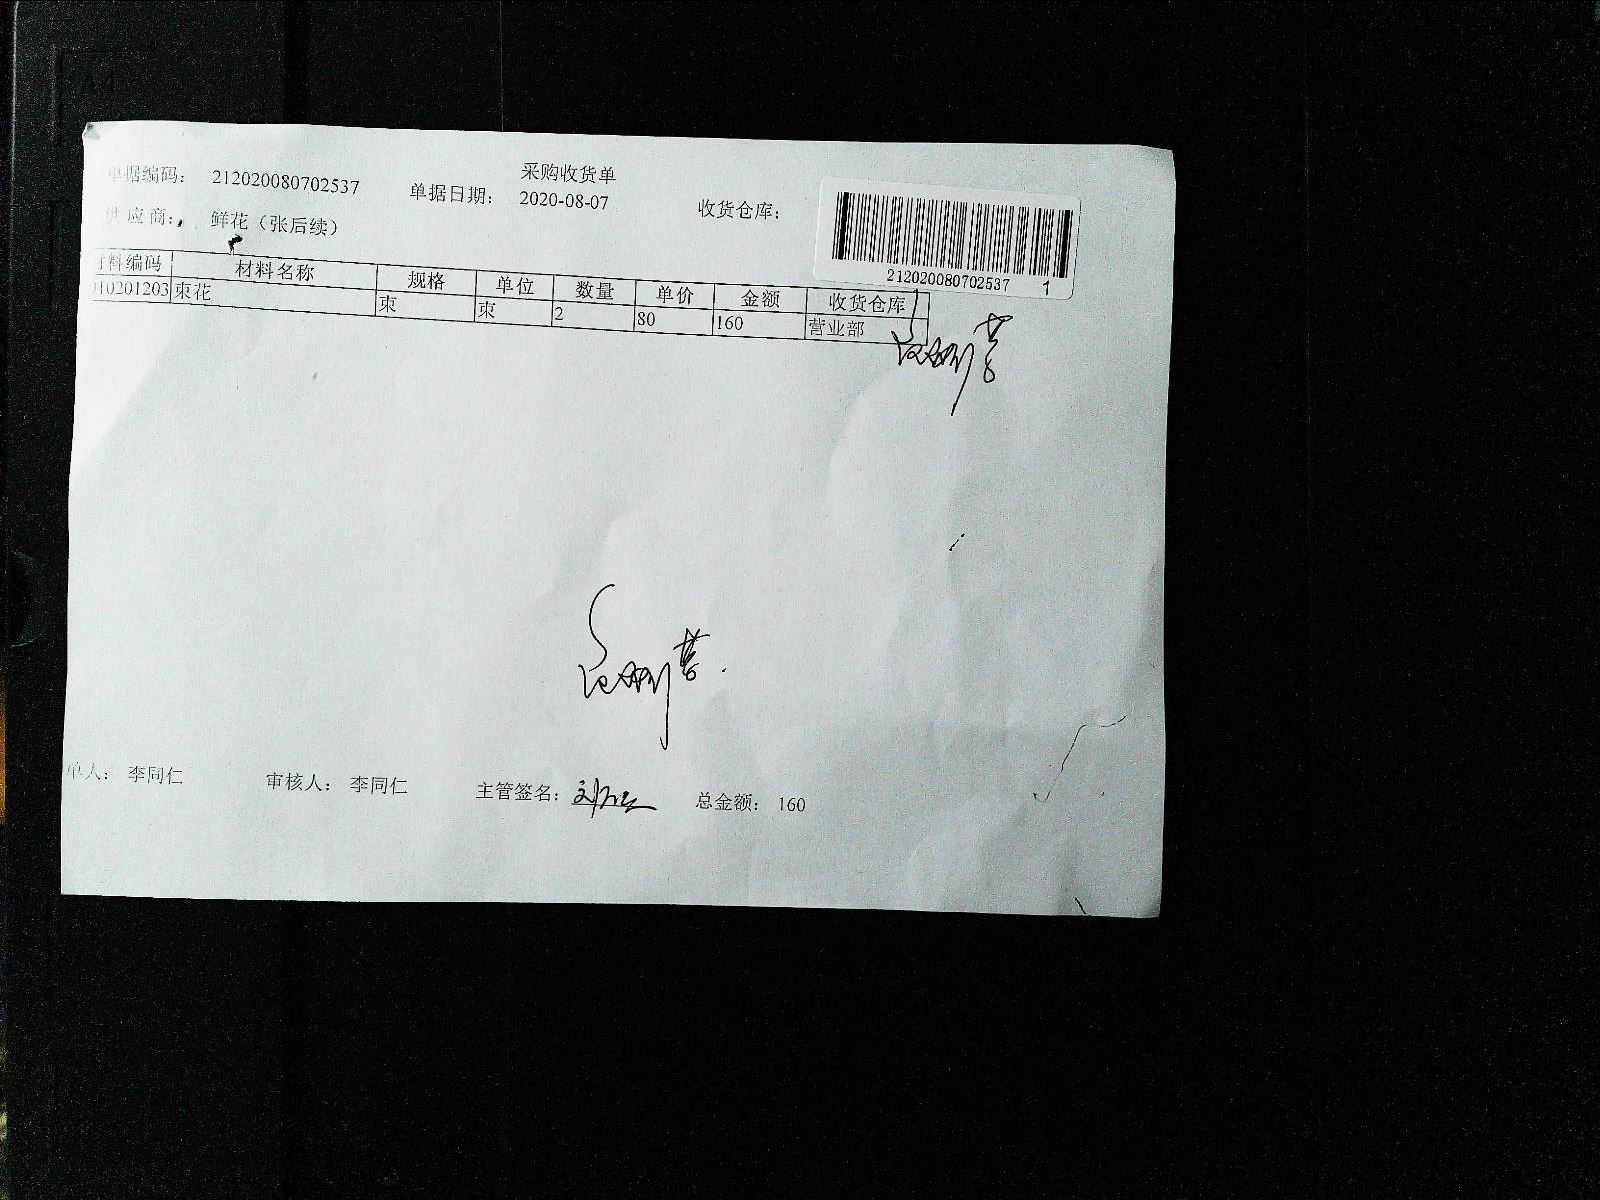 采购收货单
单据编码： 212020080702537 单据日期： 2020-08-07 收货仓库：
供应商： 鲜花（张后续）
212020080702537 1
材料编码 材料名称 规格 单位 数量 单价 金额 收货仓库
110201203 束花 束 束 2 80 160 营业部
单人： 李同仁 审核人： 李同仁 主管签名： 总金额： 160